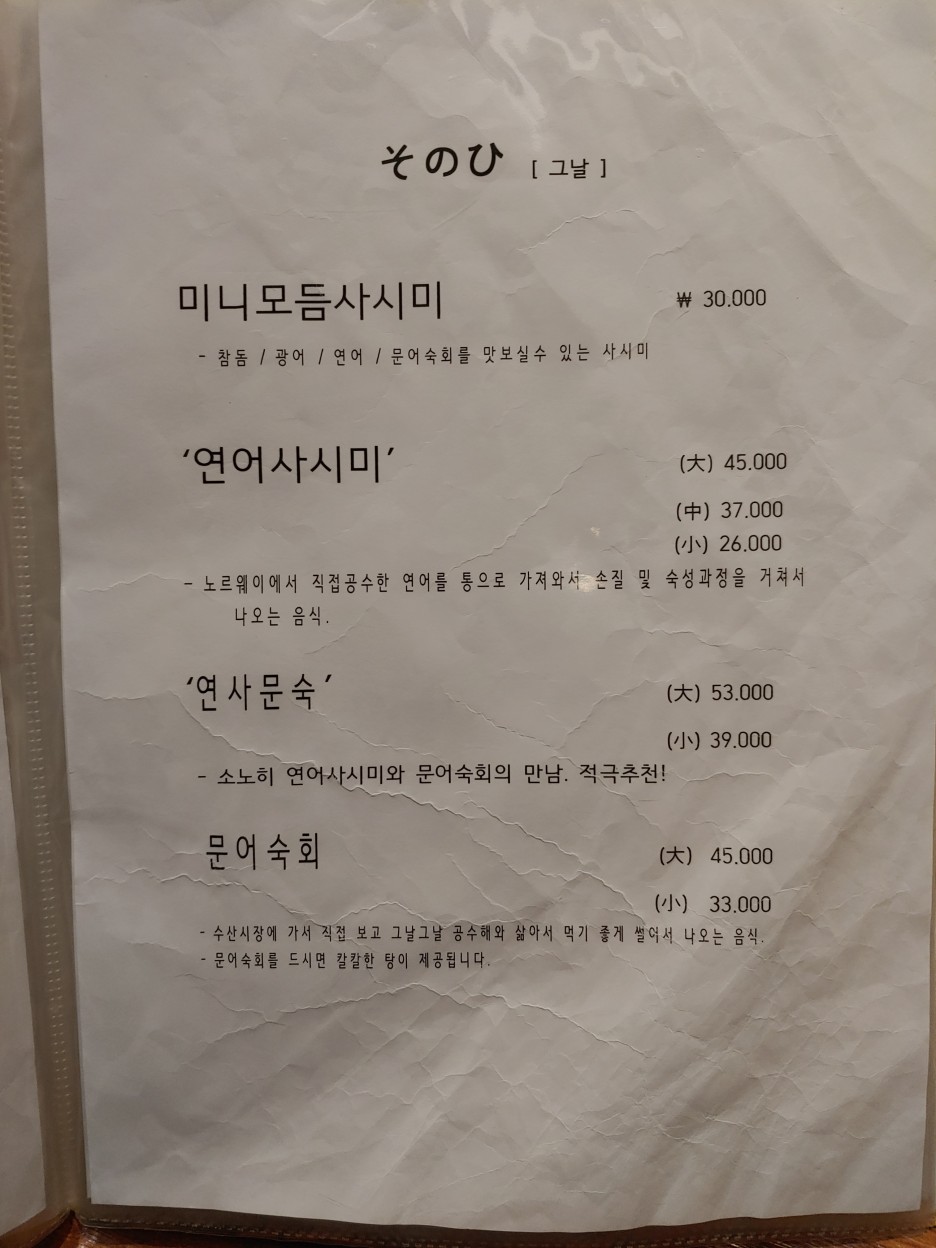 そのひ [ 그날 ]
미니모듬사시미 ₩ 30.000
- 참돔 / 광어 / 연어 / 문어숙회를 맛보실수 있는 사시미
‘연어사시미’ (大) 45.000
(中) 37.000
(小) 26.000
- 노르웨이에서 직접공수한 연어를 통으로 가져와서 손질 및 숙성과정을 거쳐서
나오는 음식.
‘연사문숙’ (大) 53.000
(小) 39.000
- 소노히 연어사시미와 문어숙회의 만남. 적극추천!
문어숙회 (大) 45.000
(小) 33.000
- 수산시장에 가서 직접 보고 그날그날 공수해와 삶아서 먹기 좋게 썰어서 나오는 음식.
- 문어숙회를 드시면 칼칼한 탕이 제공됩니다.